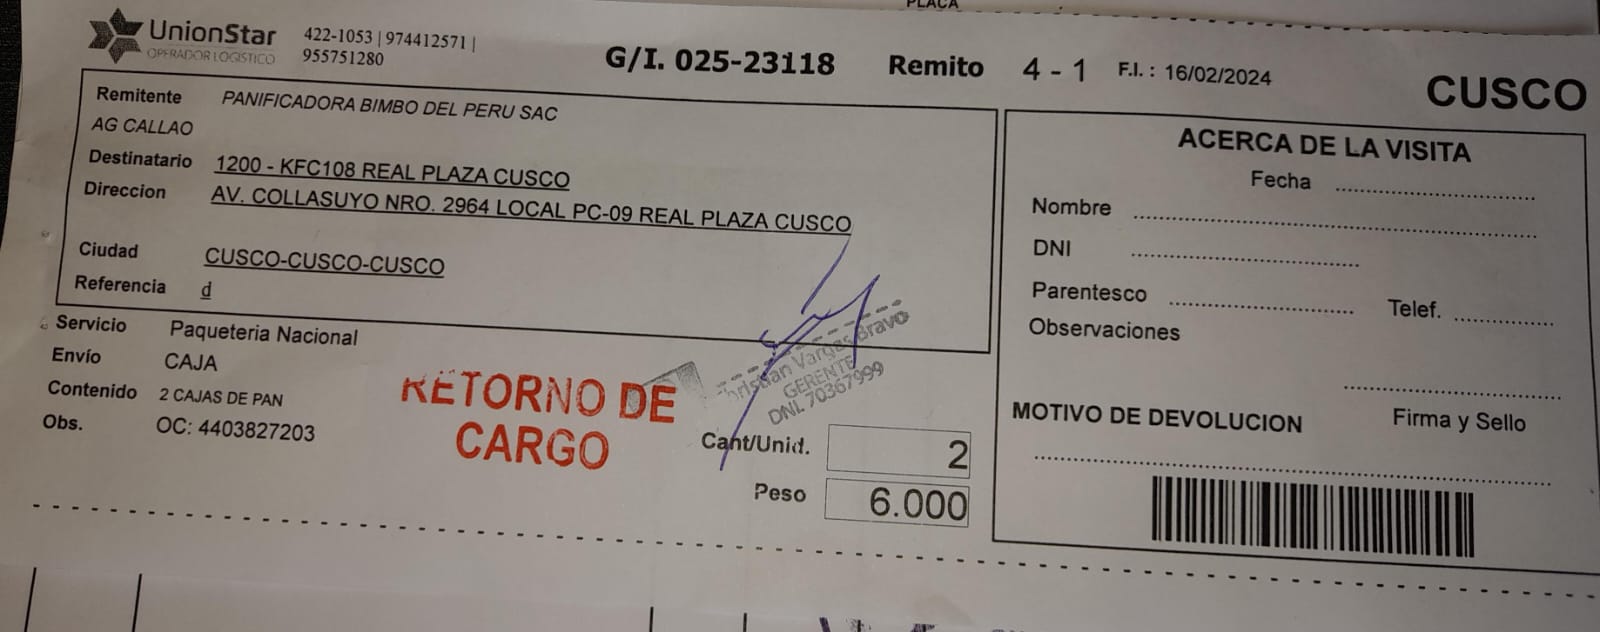 PLACA
UnionStar
OPERADOR LOGISTICO
422-1053 | 974412571 |
955751280
G/I. 025-23118 Remito 4 - 1 F.I. : 16/02/2024
CUSCO
Remitente PANIFICADORA BIMBO DEL PERU SAC
AG CALLAO
Destinatario 1200 - KFC108 REAL PLAZA CUSCO
Direccion AV. COLLASUYO NRO. 2964 LOCAL PC-09 REAL PLAZA CUSCO
Ciudad CUSCO-CUSCO-CUSCO
Referencia d
Servicio Paqueteria Nacional
Envío CAJA
Contenido 2 CAJAS DE PAN
Obs. OC: 4403827203
RETORNO DE
CARGO
Christian Vargas Bravo
GERENTE
DNI. 70367999
Cant/Unid. 2
Peso 6.000
ACERCA DE LA VISITA
Fecha
Nombre
DNI
Parentesco Telef.
Observaciones
Firma y Sello
MOTIVO DE DEVOLUCION